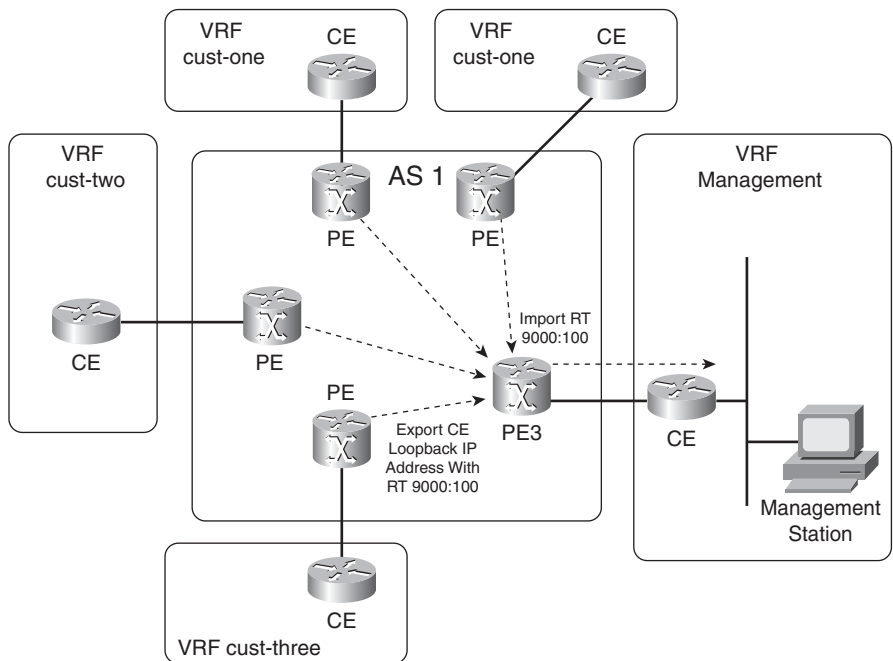 VRF
cust-one
CE
VRF
cust-one
CE
VRF
cust-two
AS 1
VRF
Management
PE
PE
Import RT
9000:100
CE
PE
PE
PE3
CE
Export CE
Loopback IP
Address With
RT 9000:100
Management
Station
CE
VRF cust-three